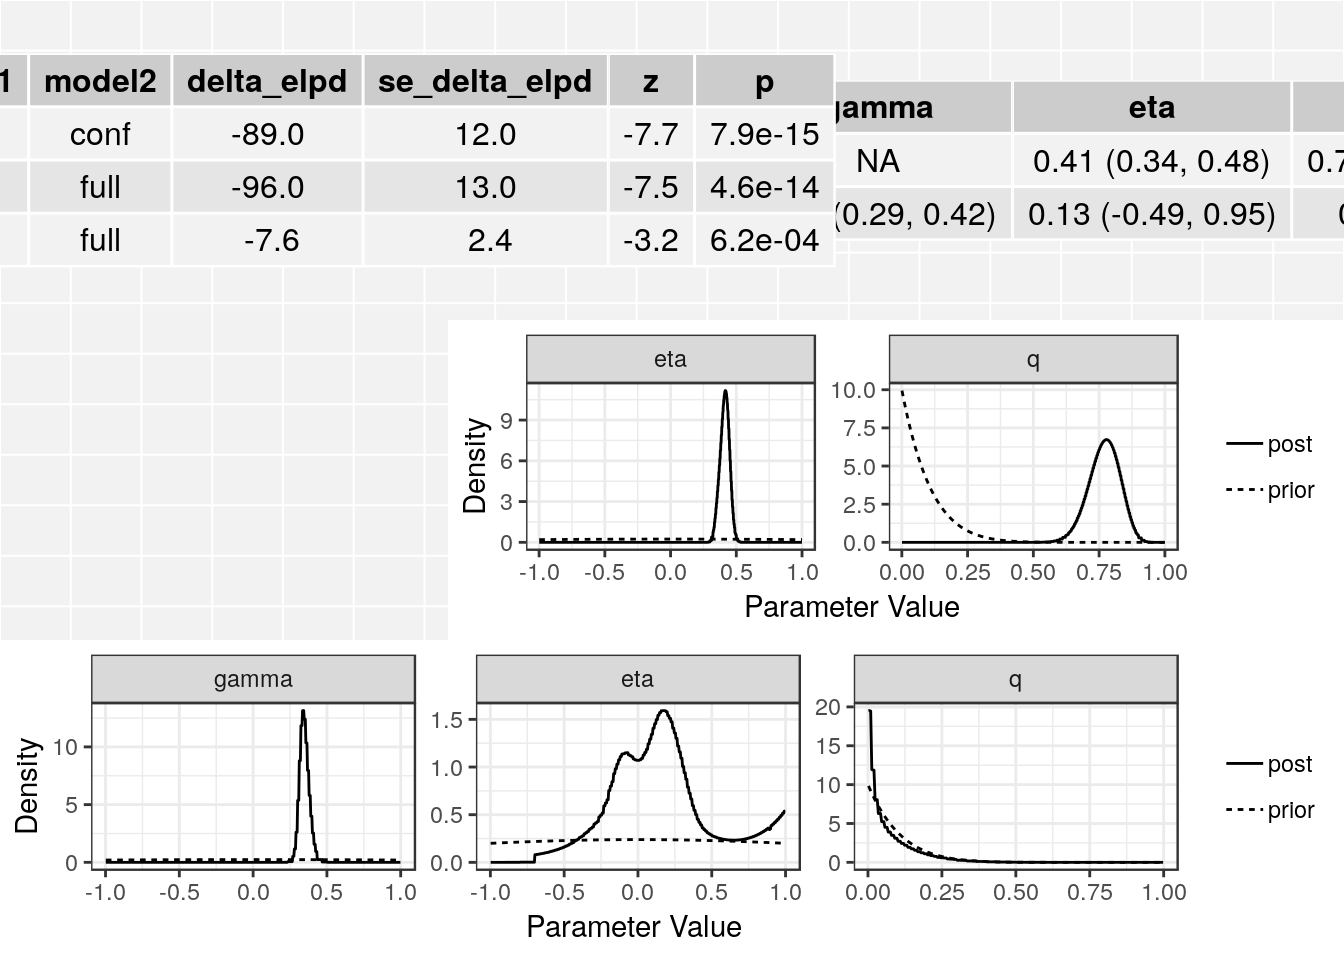 1 model2 delta_elpd se_delta_elpd z p
conf -89.0 12.0 -7.7 7.9e-15
full -96.0 13.0 -7.5 4.6e-14
full -7.6 2.4 -3.2 6.2e-04
gamma eta
NA 0.41 (0.34, 0.48) 0.7
(0.29, 0.42) 0.13 (-0.49, 0.95)
eta
9
6
3
0
-1.0 -0.5 0.0 0.5 1.0
Density
q
10.0
7.5
5.0
2.5
0.0
0.00 0.25 0.50 0.75 1.00
Parameter Value
post
prior
gamma
10
5
0
-1.0 -0.5 0.0 0.5 1.0
Density
eta
1.5
1.0
0.5
0.0
-1.0 -0.5 0.0 0.5 1.0
q
20
15
10
5
0
0.00 0.25 0.50 0.75 1.00
Parameter Value
post
prior